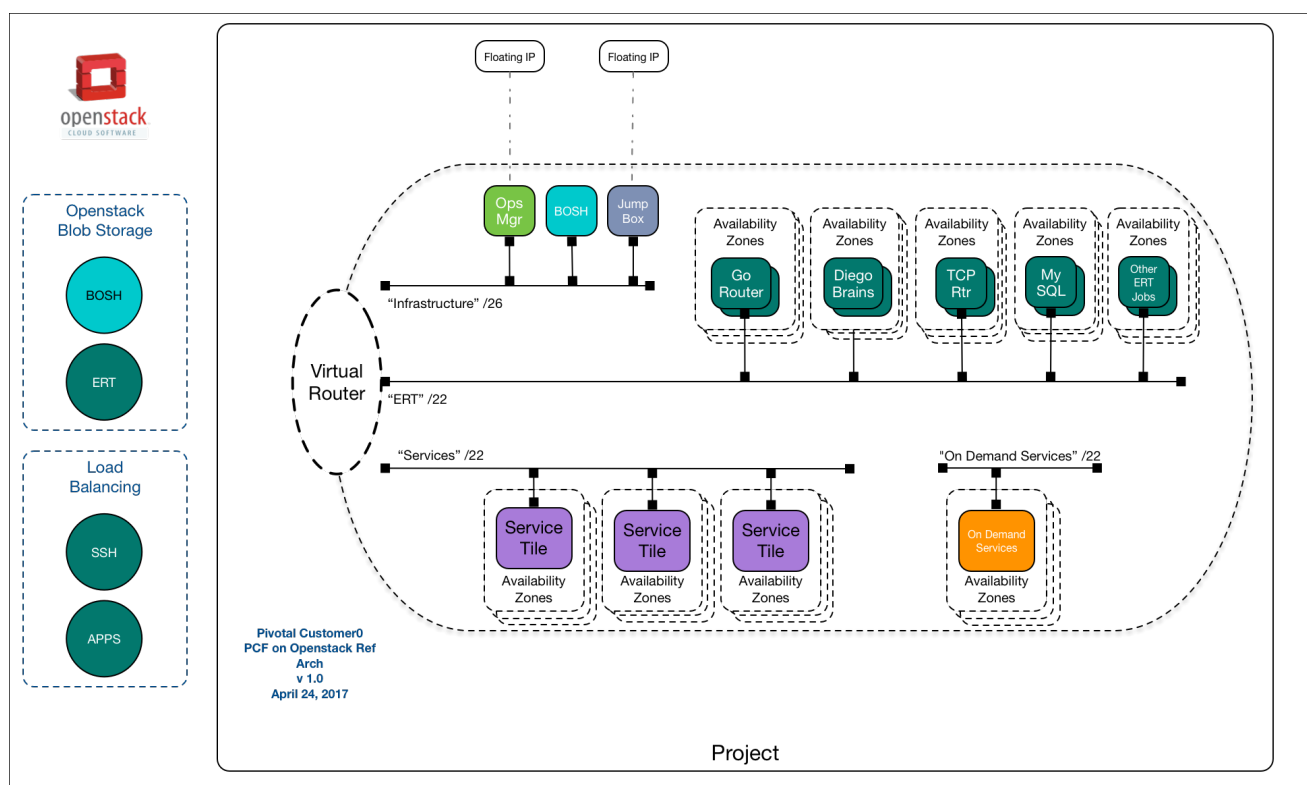 openstack
CLOUD SOFTWARE
Openstack
Blob Storage
BOSH
ERT
Load
Balancing
SSH
APPS
Floating IP
Floating IP
Ops
Mgr
BOSH
Jump
Box
“Infrastructure” /26
Availability
Zones
Go
Router
Availability
Zones
Diego
Brains
Availability
Zones
TCP
Rtr
Availability
Zones
My
SQL
Availability
Zones
Other
ERT
Jobs
Virtual
Router
“ERT” /22
“Services” /22
"On Demand Services" /22
Service
Tile
Availability
Zones
Service
Tile
Availability
Zones
Service
Tile
Availability
Zones
On Demand
Services
Availability
Zones
Pivotal Customer0
PCF on Openstack Ref
Arch
v 1.0
April 24, 2017
Project